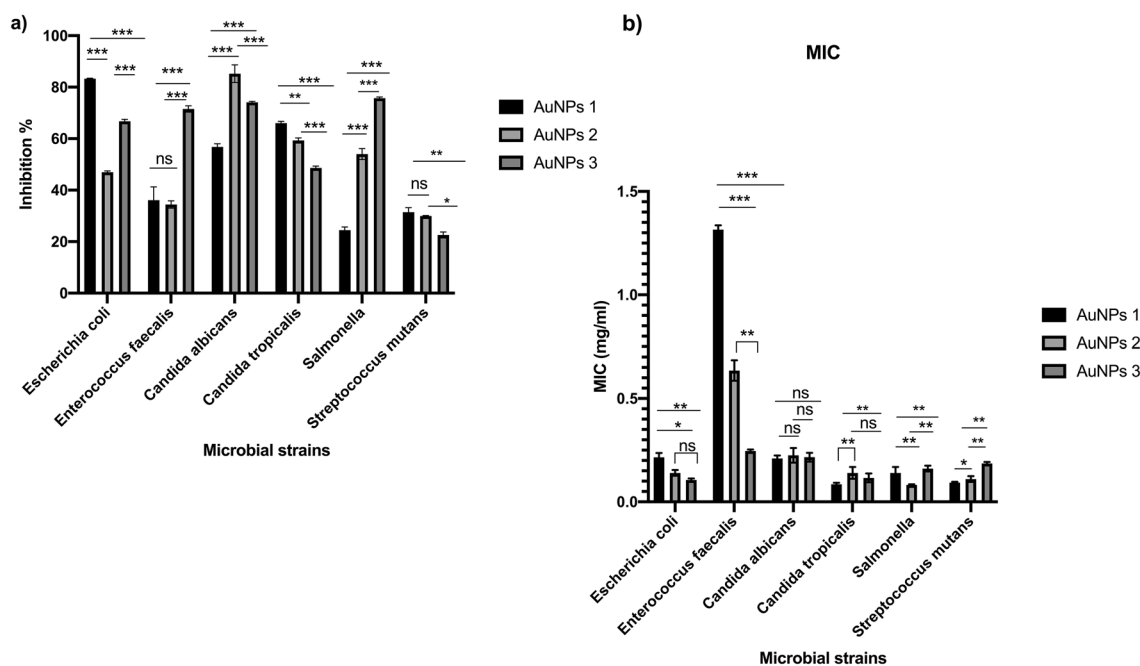 a)
***
***
***
***
***
***
***
***
***
***
**
***
***
***
***
ns
ns
**
*
100
80
60
40
20
0
Inhibition %
AuNPs 1
AuNPs 2
AuNPs 3
Escherichia coli
Enterococcus faecalis
Candida albicans
Candida tropicalis
Salmonella
Streptococcus mutans
Microbial strains
b)
MIC
***
***
**
**
*
ns
ns
ns
ns
**
ns
**
**
**
**
**
**
*
1.5
1.0
0.5
0.0
MIC (mg/ml)
AuNPs 1
AuNPs 2
AuNPs 3
Escherichia coli
Enterococcus faecalis
Candida albicans
Candida tropicalis
Salmonella
Streptococcus mutans
Microbial strains